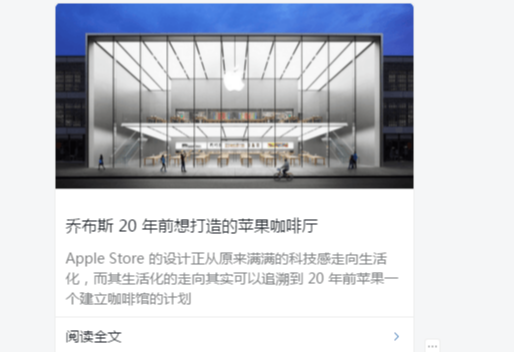 乔布斯 20 年前想打造的苹果咖啡厅
Apple Store 的设计正从原来满满的科技感走向生活
化，而其生活化的走向其实可以追溯到 20 年前苹果一
个建立咖啡馆的计划
阅读全文